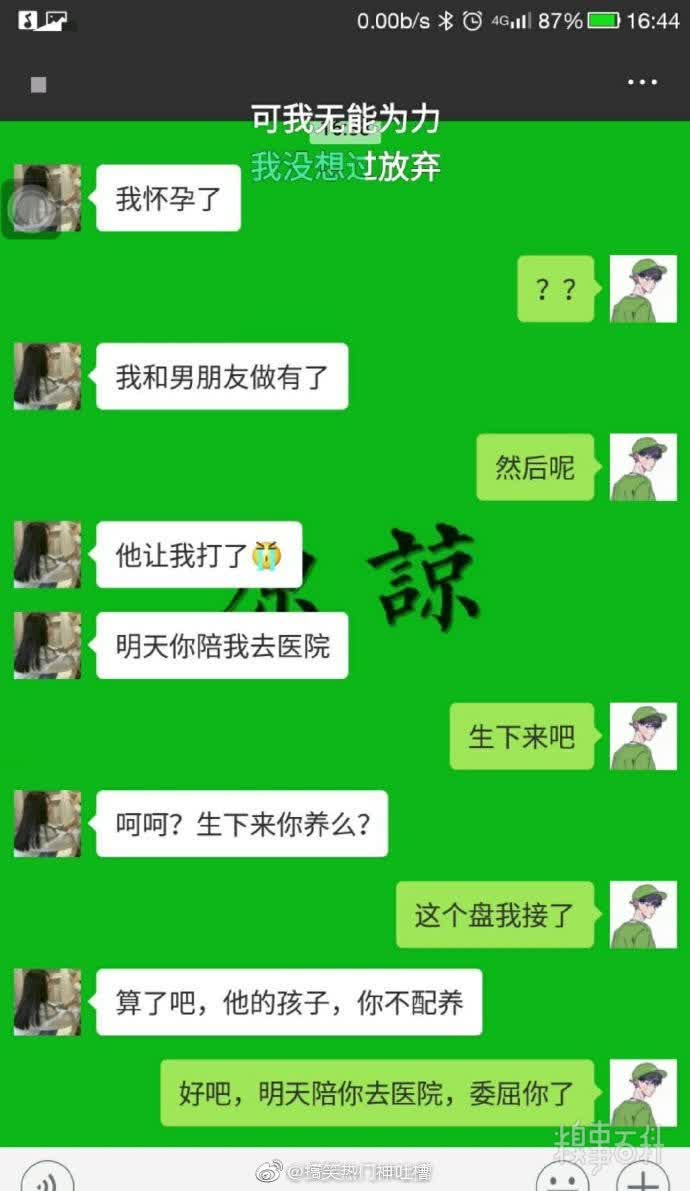 0.00b/s 4G 87% 16:44
可我无能为力
我没想过放弃
我怀孕了
？？
我和男朋友做有了
然后呢
他让我打了😭
諒
明天你陪我去医院
生下来吧
呵呵？生下来你养么？
这个盘我接了
算了吧，他的孩子，你不配养
好吧，明天陪你去医院，委屈你了
糗事百科
@搞笑热门神吐槽